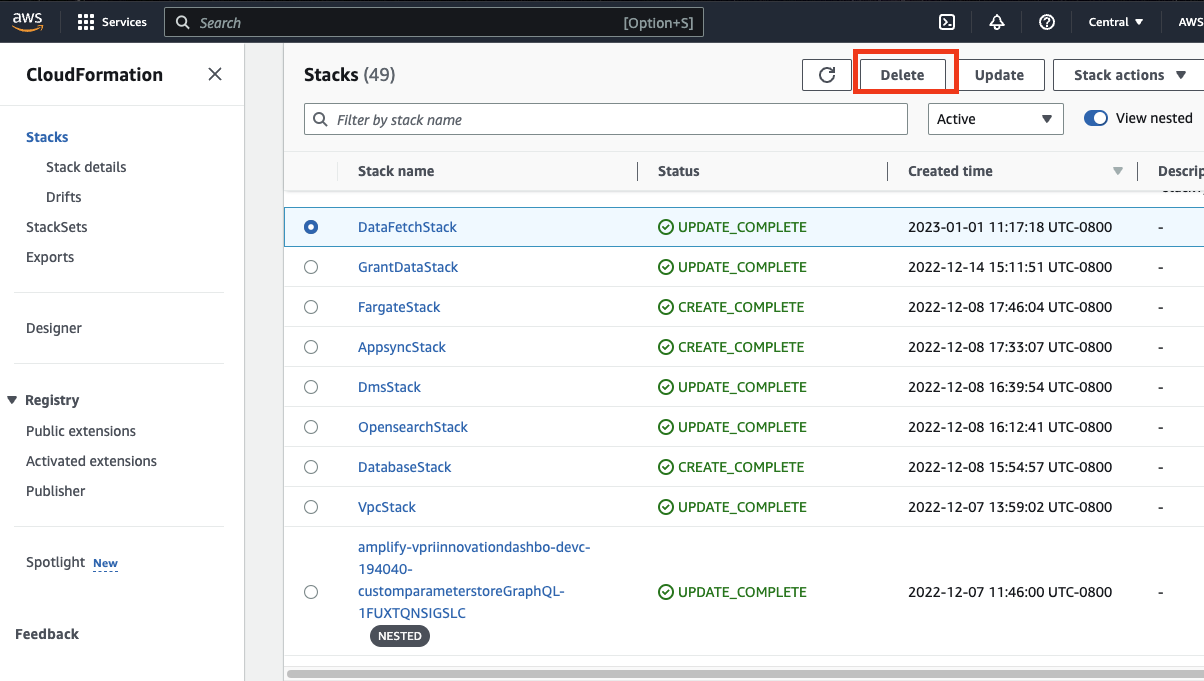 aws
Services
Search
[Option+S]
Central
AWS
CloudFormation
Stacks
Stack details
Drifts
StackSets
Exports
Designer
Registry
Public extensions
Activated extensions
Publisher
Spotlight New
Feedback
Stacks (49)
Delete
Update
Stack actions
Filter by stack name
Active
View nested
Stack name
Status
Created time
Descrip
DataFetchStack UPDATE_COMPLETE 2023-01-01 11:17:18 UTC-0800 -
GrantDataStack UPDATE_COMPLETE 2022-12-14 15:11:51 UTC-0800 -
FargateStack CREATE_COMPLETE 2022-12-08 17:46:04 UTC-0800 -
AppsyncStack CREATE_COMPLETE 2022-12-08 17:33:07 UTC-0800 -
DmsStack UPDATE_COMPLETE 2022-12-08 16:39:54 UTC-0800 -
OpensearchStack UPDATE_COMPLETE 2022-12-08 16:12:41 UTC-0800 -
DatabaseStack CREATE_COMPLETE 2022-12-08 15:54:57 UTC-0800 -
VpcStack UPDATE_COMPLETE 2022-12-07 13:59:02 UTC-0800 -
amplify-vpriinnovationdashbo-devc-
194040-
customparameterstoreGraphQL-
1FUXTQNSIGSLC
UPDATE_COMPLETE 2022-12-07 11:46:00 UTC-0800 -
NESTED